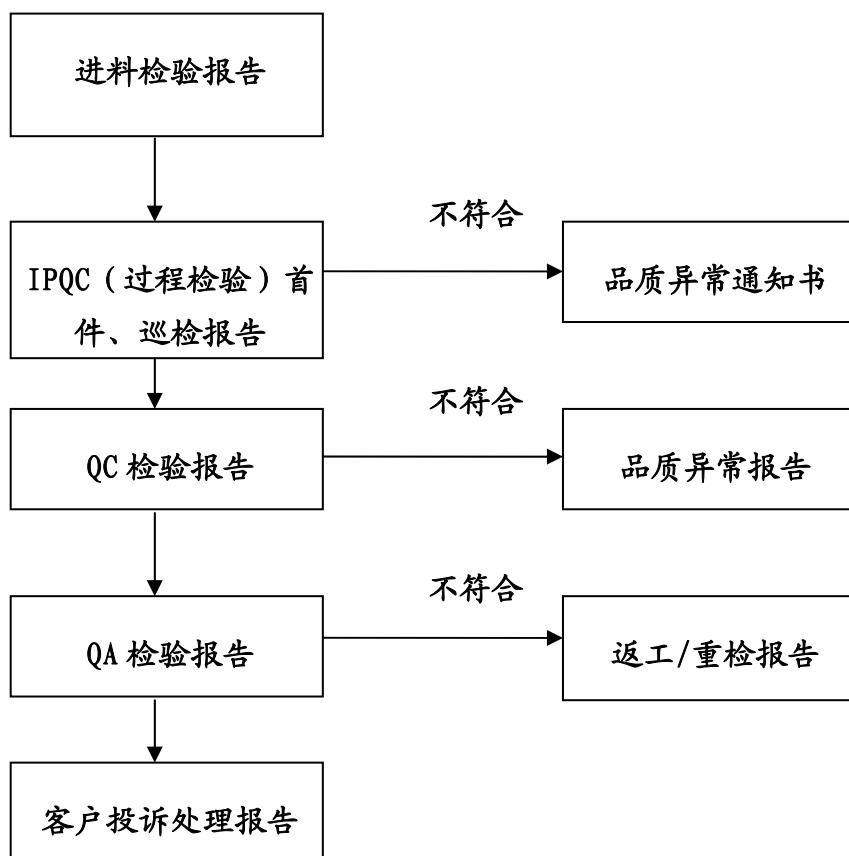 进料检验报告
不符合
IPQC（过程检验）首
件、巡检报告
品质异常通知书
不符合
QC 检验报告
品质异常报告
不符合
QA 检验报告
返工/重检报告
客户投诉处理报告